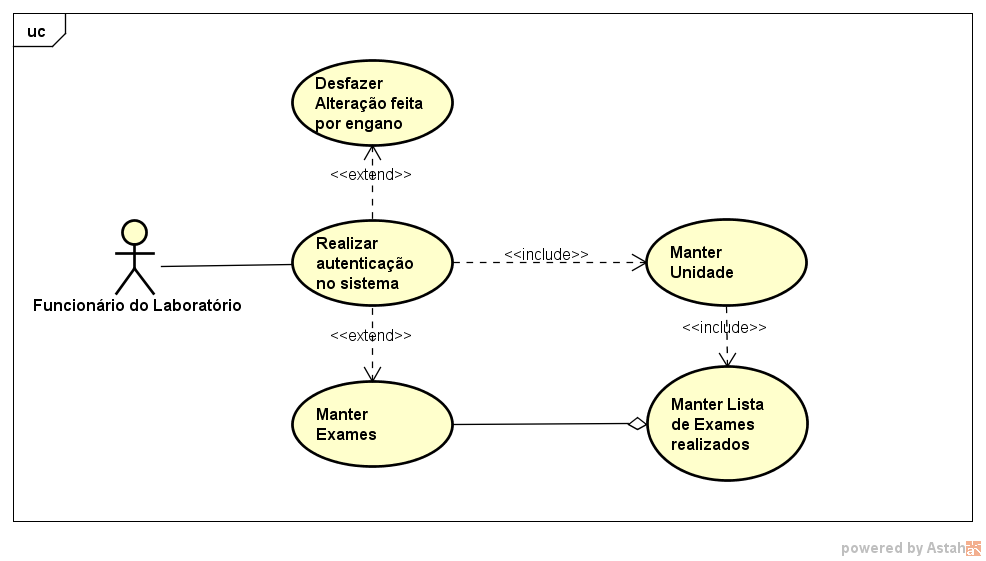 uc
Desfazer
Alteração feita
por engano
<<extend>>
Realizar
autenticação
no sistema
<<include>>
Manter
Unidade
Funcionário do Laboratório
<<extend>>
<<include>>
Manter
Exames
Manter Lista
de Exames
realizados
powered by Astah